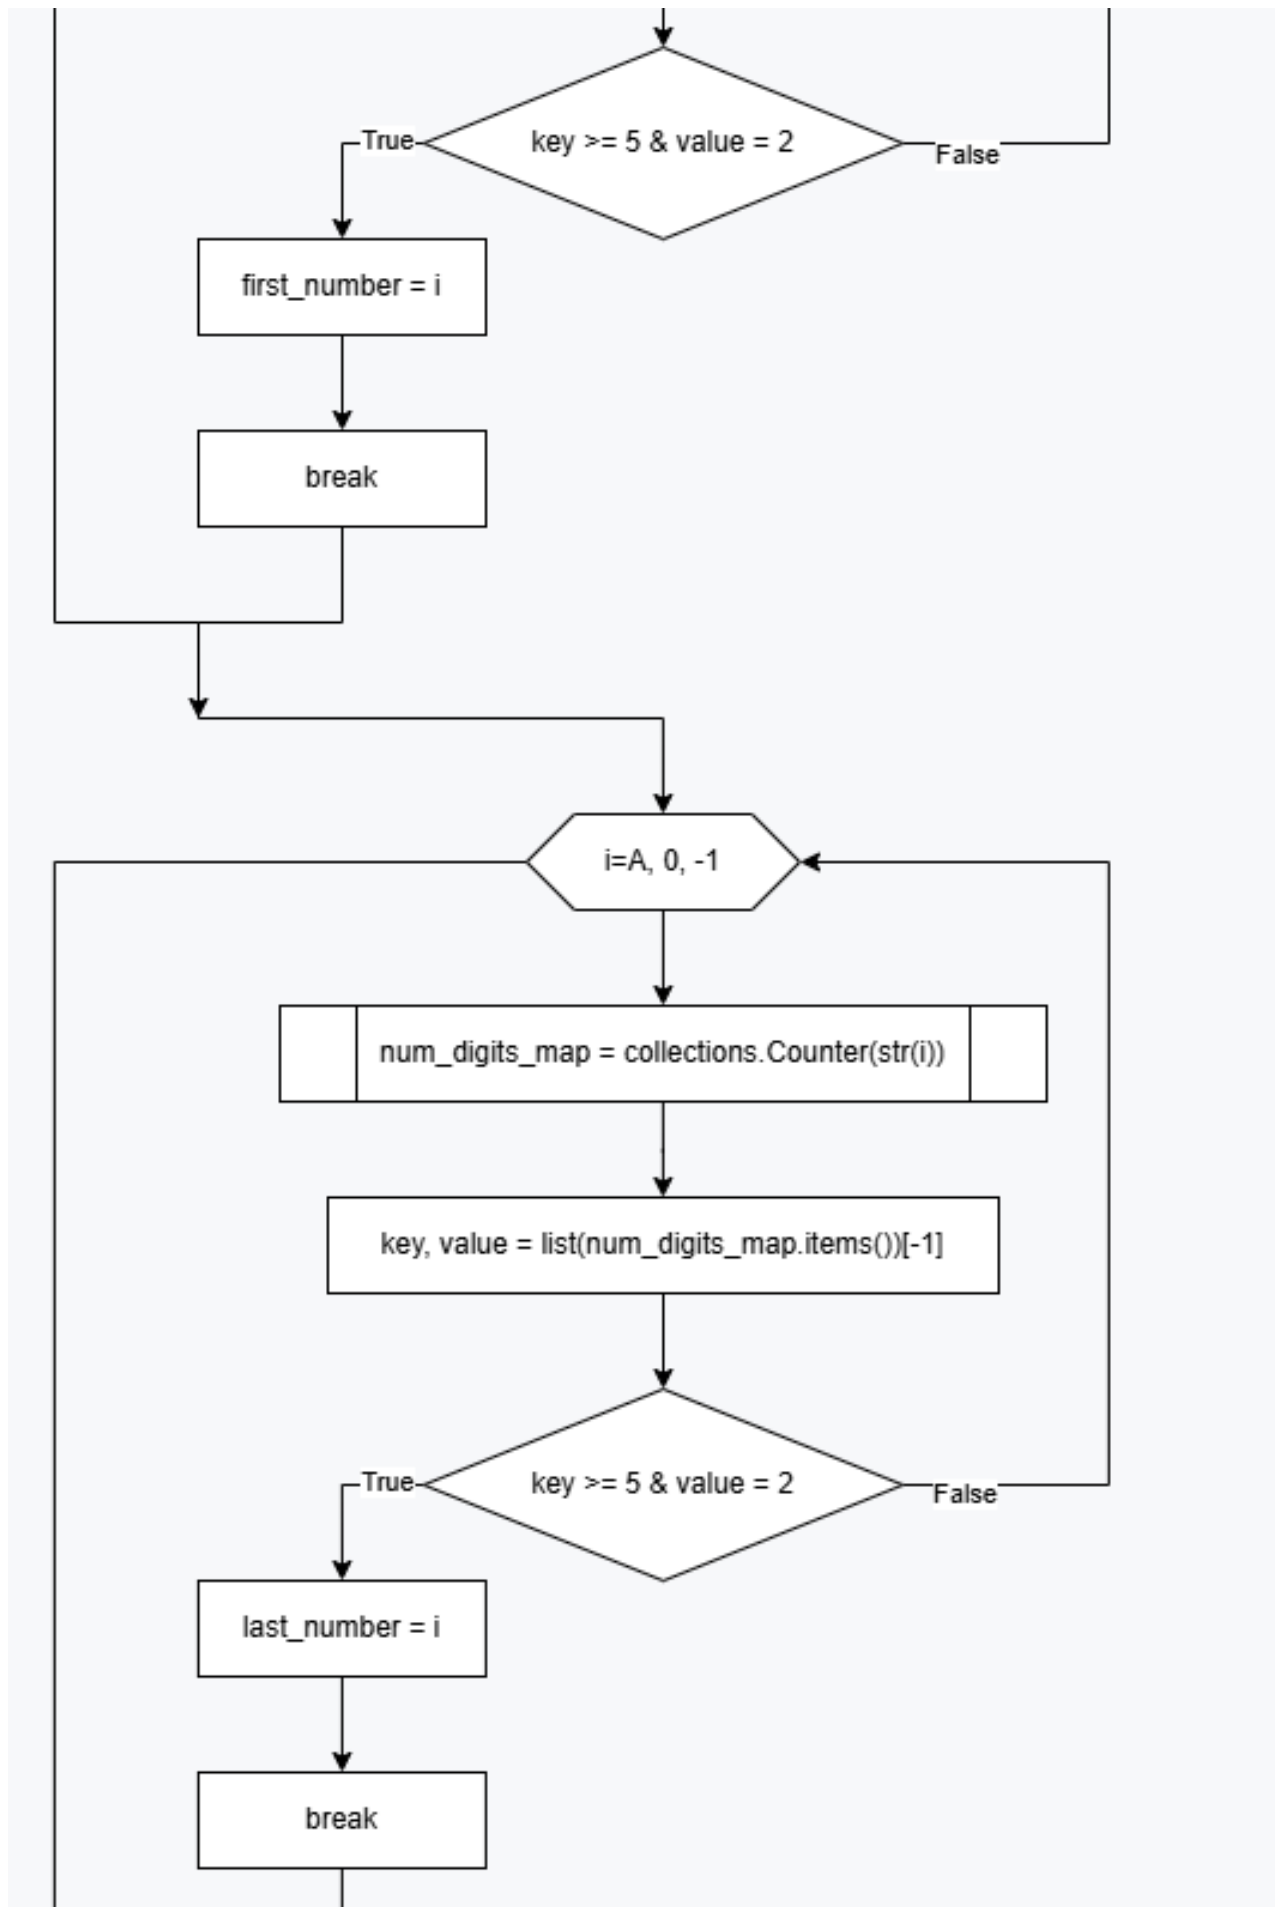 key >= 5 & value = 2
True
False
first_number = i
break
i=A, 0, -1
num_digits_map = collections.Counter(str(i))
key, value = list(num_digits_map.items())[-1]
key >= 5 & value = 2
True
False
last_number = i
break